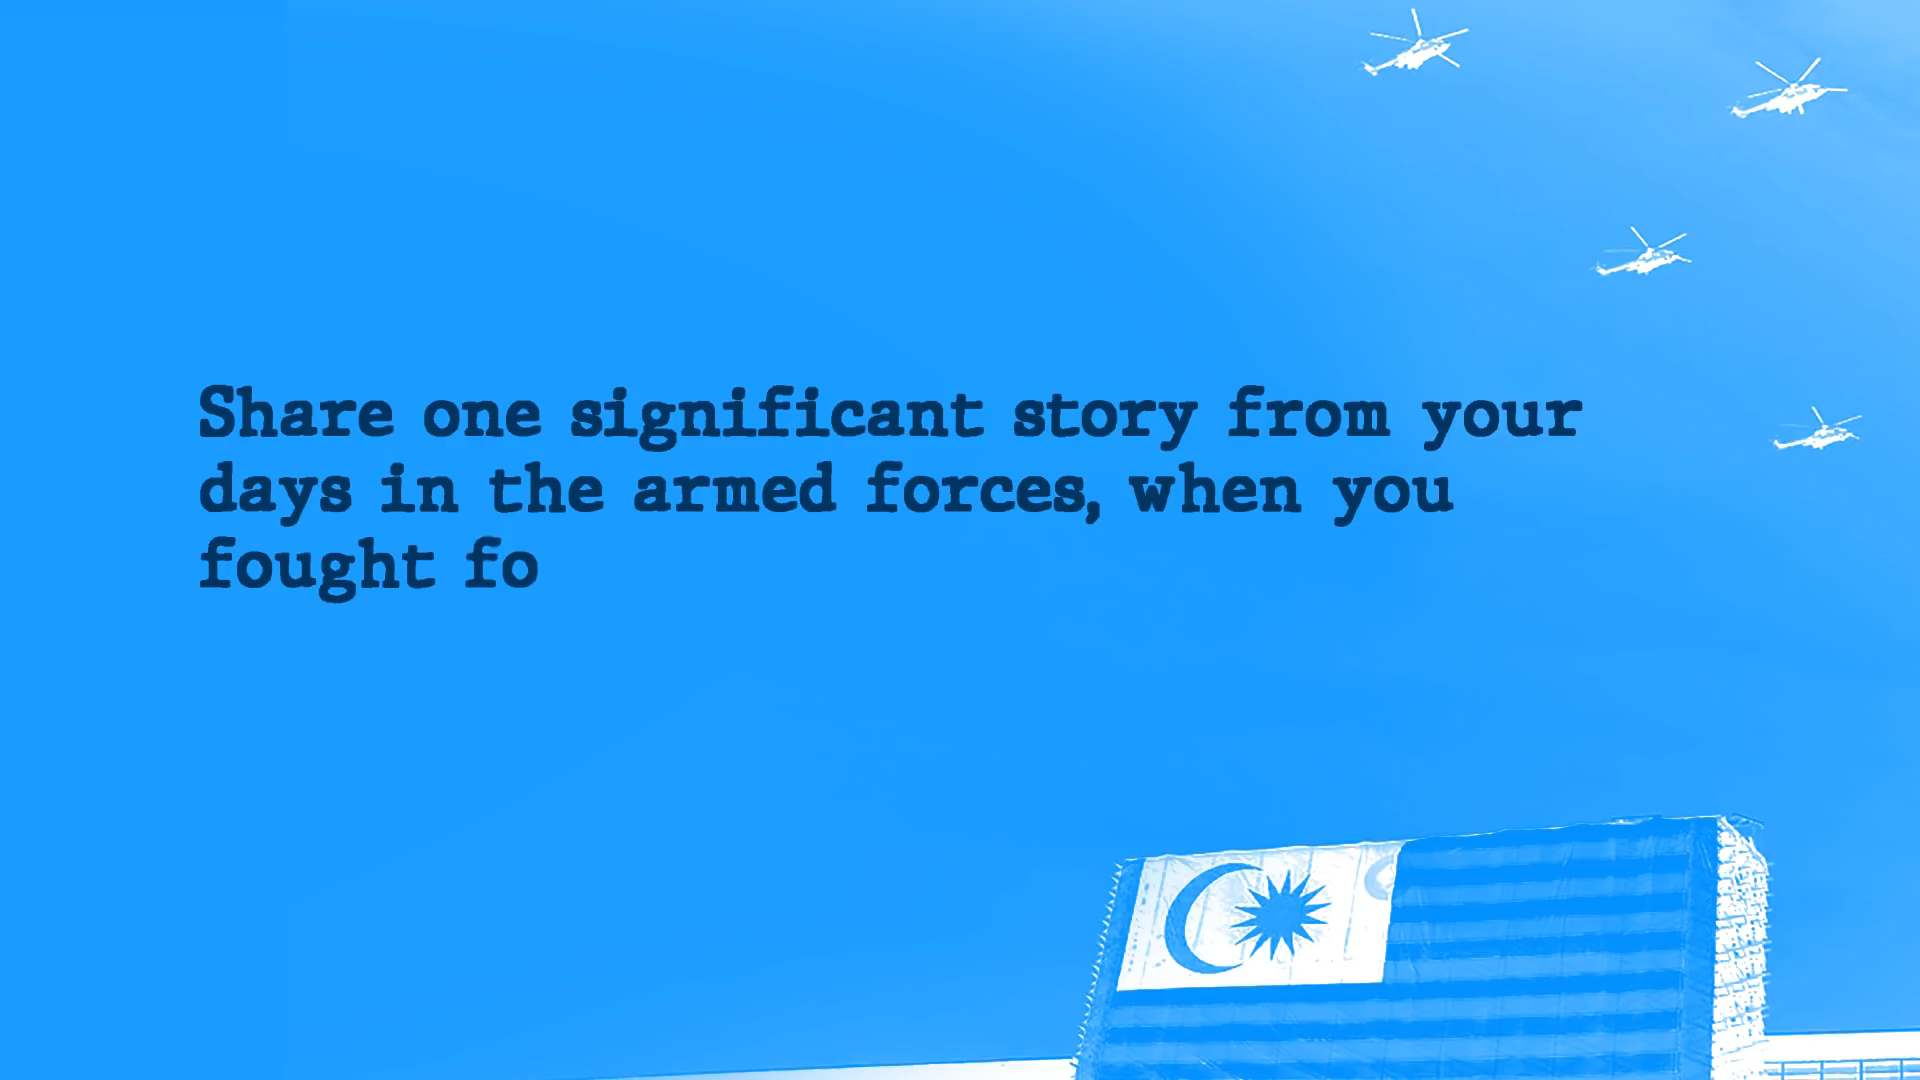 Share one significant story from your
days in the armed forces, when you
fought fo